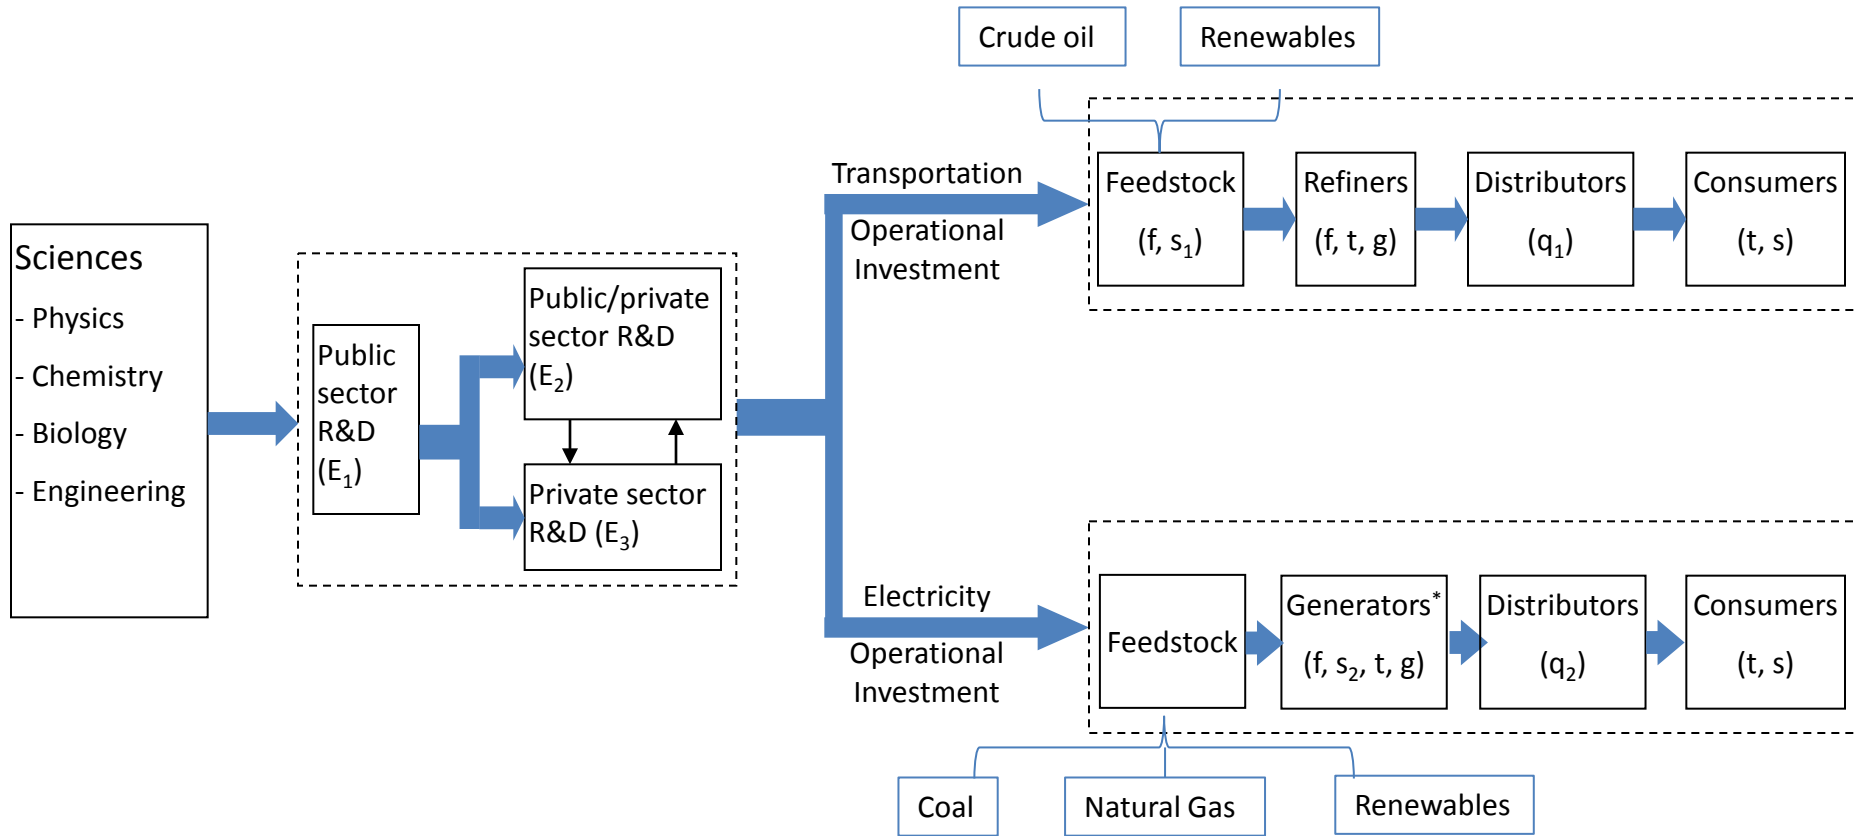 Crude oil
Renewables
Transportation
Operational
Investment
Feedstock
(f, s₁)
Refiners
(f, t, g)
Distributors
(q₁)
Consumers
(t, s)
Sciences
- Physics
- Chemistry
- Biology
- Engineering
Public
sector
R&D
(E₁)
Public/private
sector R&D
(E₂)
Private sector
R&D (E₃)
Electricity
Operational
Investment
Feedstock
Generators*
(f, s₂, t, g)
Distributors
(q₂)
Consumers
(t, s)
Coal
Natural Gas
Renewables